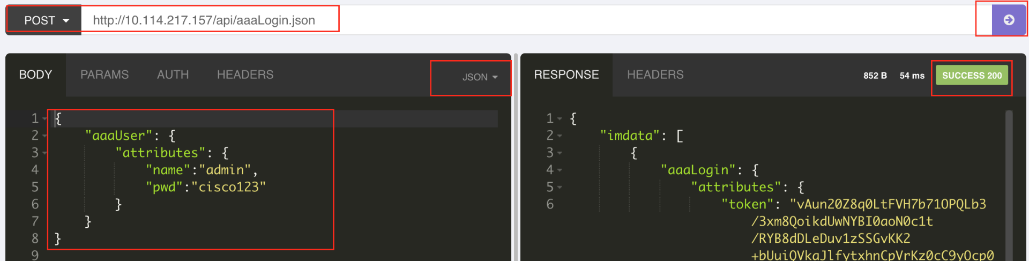 POST http://10.114.217.157/api/aaaLogin.json
BODY PARAMS AUTH HEADERS JSON
1 {
2 "aaaUser": {
3 "attributes": {
4 "name":"admin",
5 "pwd":"cisco123"
6 }
7 }
8 }
9
RESPONSE HEADERS 852 B 54 ms SUCCESS 200
1 {
2 "imdata": [
3 {
4 "aaaLogin": {
5 "attributes": {
6 "token": "vAun20Z8q0LtFVH7b71OPQLb3
/3xm8QoikdUwNYBI0aoN0c1t
/RYB8dDLeDuv1zSSGvKK2
+bUuiQVkaJlfytxhnCpVrKz0cC9yOcp0